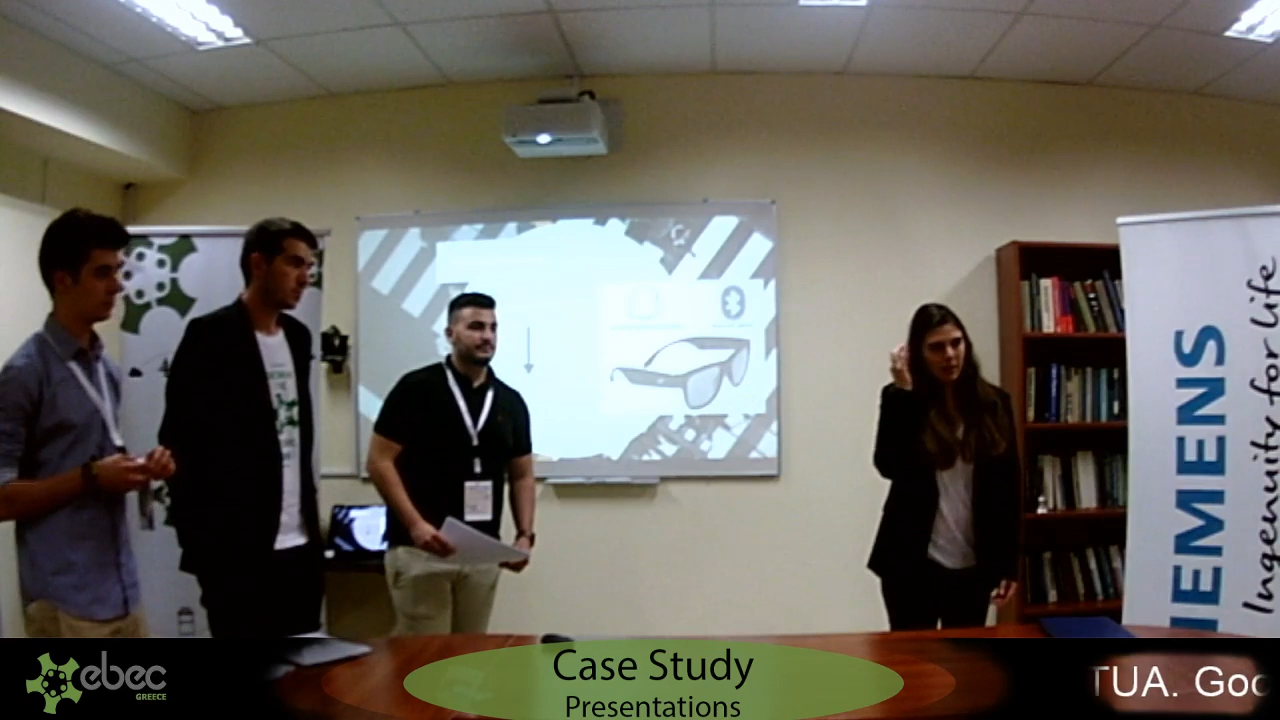 SIEMENS
Ingenuity for life
ebec
GREECE
Case Study
Presentations
TUA. Goo